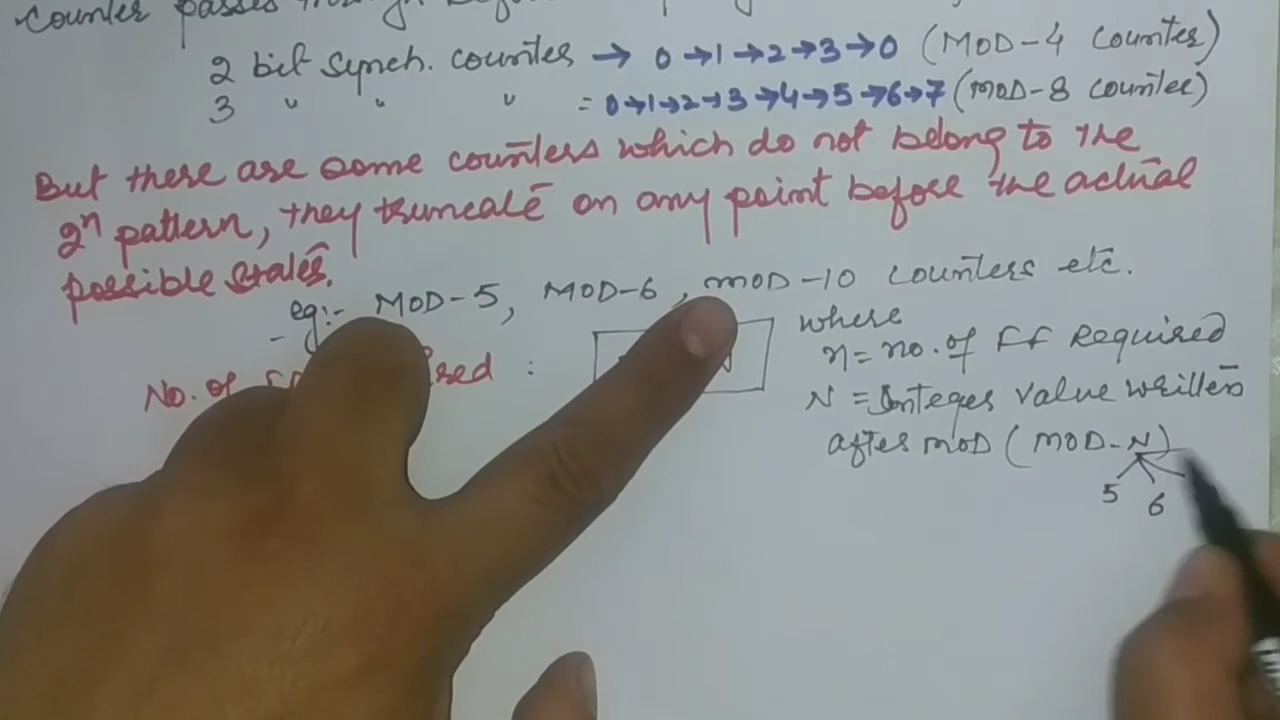 Counter passes through
2 bit synch. counter → 0→1→2→3→0 (MOD-4 counter)
3 " " " = 0→1→2→3→4→5→6→7 (MOD-8 counter)
But there are some counters which do not belong to the
2ⁿ pattern, they truncate on any point before the actual
possible states.
eg:- MOD-5, MOD-6, MOD-10 counters etc.
where
No. of :
n = no. of FF Required
N = Integer value written
after MOD (MOD-N)
5 6